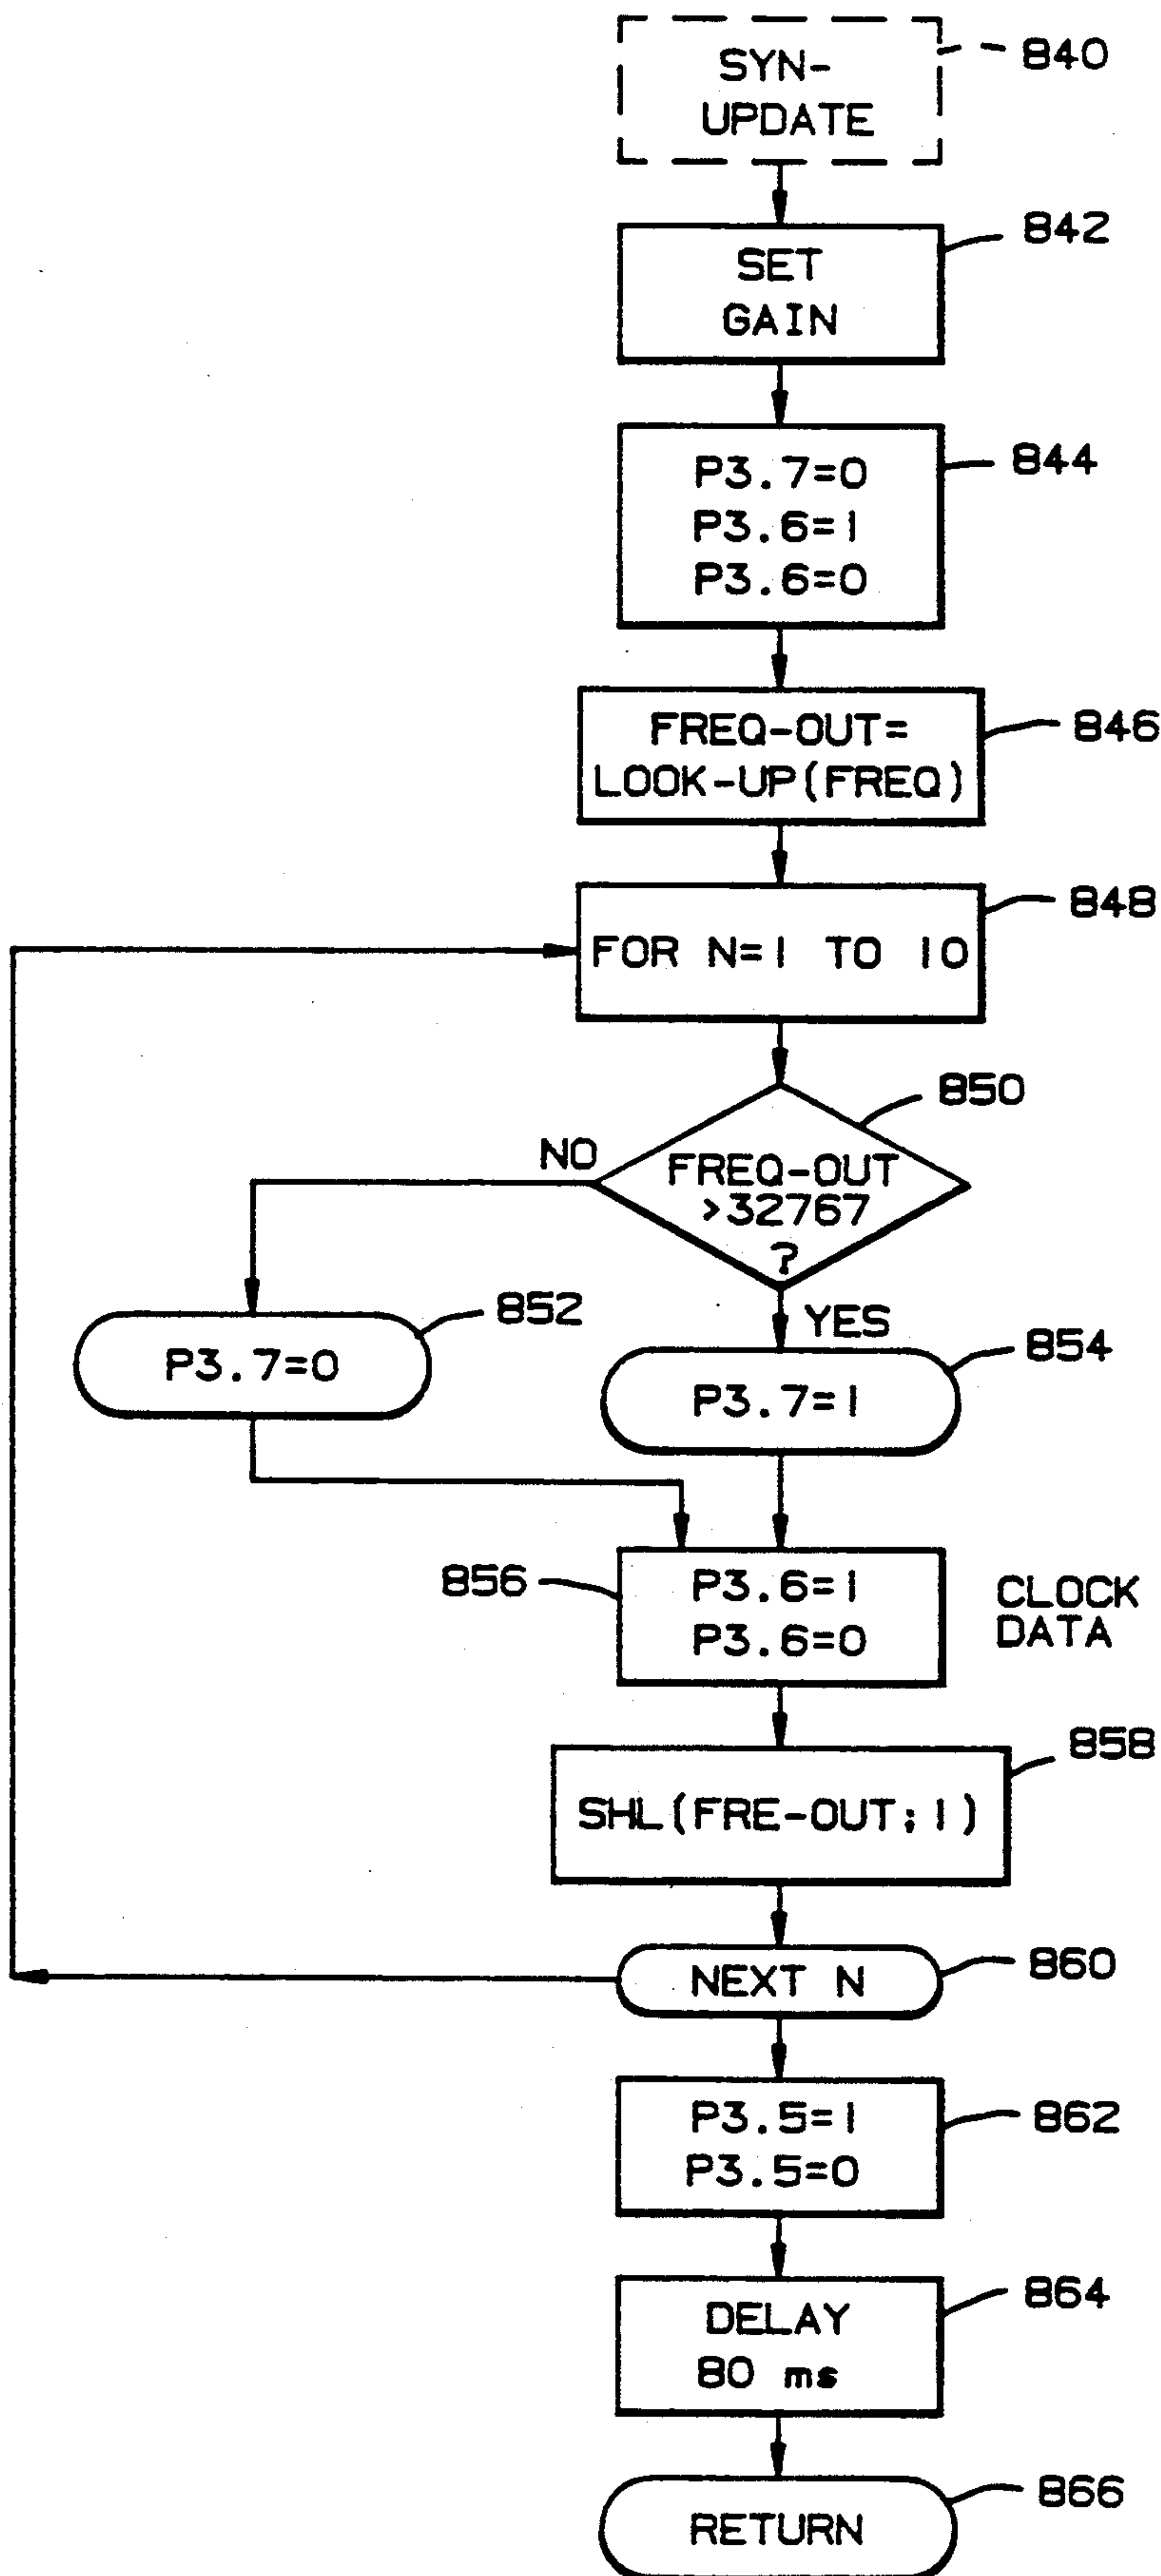 SYN-
UPDATE
840
SET
GAIN
842
P3.7=0
P3.6=1
P3.6=0
844
FREQ-OUT=
LOOK-UP(FREQ)
846
FOR N=1 TO 10
848
FREQ-OUT
>32767
?
850
NO
YES
P3.7=0
852
P3.7=1
854
P3.6=1
P3.6=0
856
CLOCK
DATA
SHL(FRE-OUT;1)
858
NEXT N
860
P3.5=1
P3.5=0
862
DELAY
80 ms
864
RETURN
866